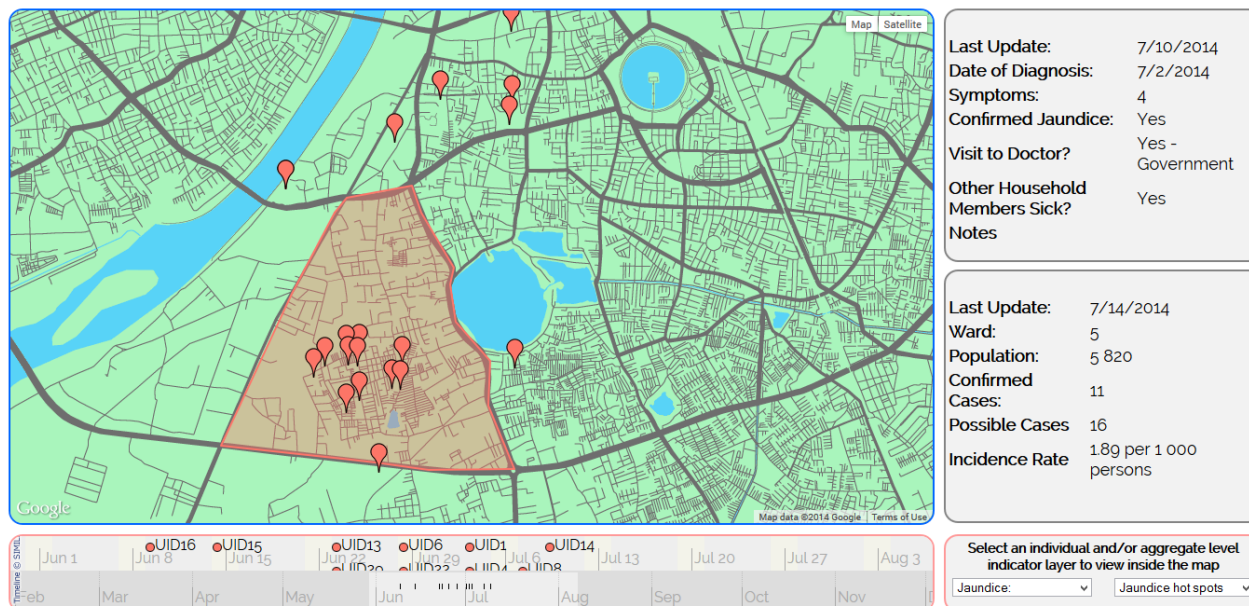 Map Satellite
Google
Map data ©2014 Google Terms of Use
Last Update: 7/10/2014
Date of Diagnosis: 7/2/2014
Symptoms: 4
Confirmed Jaundice: Yes
Visit to Doctor? Yes -
Government
Other Household
Members Sick? Yes
Notes
Last Update: 7/14/2014
Ward: 5
Population: 5 820
Confirmed
Cases: 11
Possible Cases 16
Incidence Rate 1.89 per 1 000
persons
Timeline © SIMIL
UID16 UID15 UID13 UID6 UID1 UID14
Jun 1 Jun 8 Jun 15 Jun 22 Jun 29 Jul 6 Jul 13 Jul 20 Jul 27 Aug 3
UID20 UID22 UID4 UID8
Feb Mar Apr May Jun Jul Aug Sep Oct Nov
Select an individual and/or aggregate level
indicator layer to view inside the map
Jaundice: Jaundice hot spots